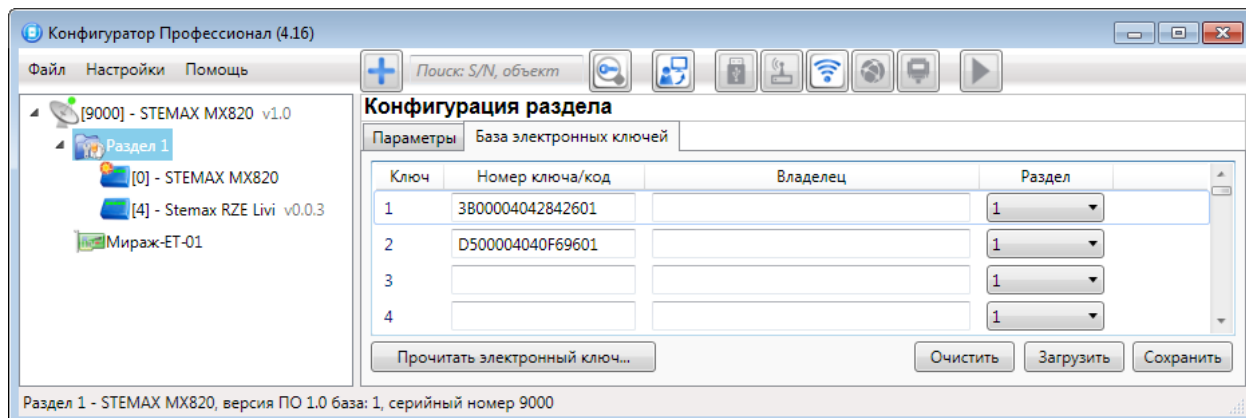 Конфигуратор Профессионал (4.16)
Файл Настройки Помощь
Поиск: S/N, объект
[9000] - STEMAX MX820 v1.0
Раздел 1
[0] - STEMAX MX820
[4] - Stemax RZE Livi v0.0.3
Мираж-ET-01
Конфигурация раздела
Параметры База электронных ключей
Ключ Номер ключа/код Владелец Раздел
1 3B00004042842601 1
2 D500004040F69601 1
3 1
4 1
Прочитать электронный ключ... Очистить Загрузить Сохранить
Раздел 1 - STEMAX MX820, версия ПО 1.0 база: 1, серийный номер 9000